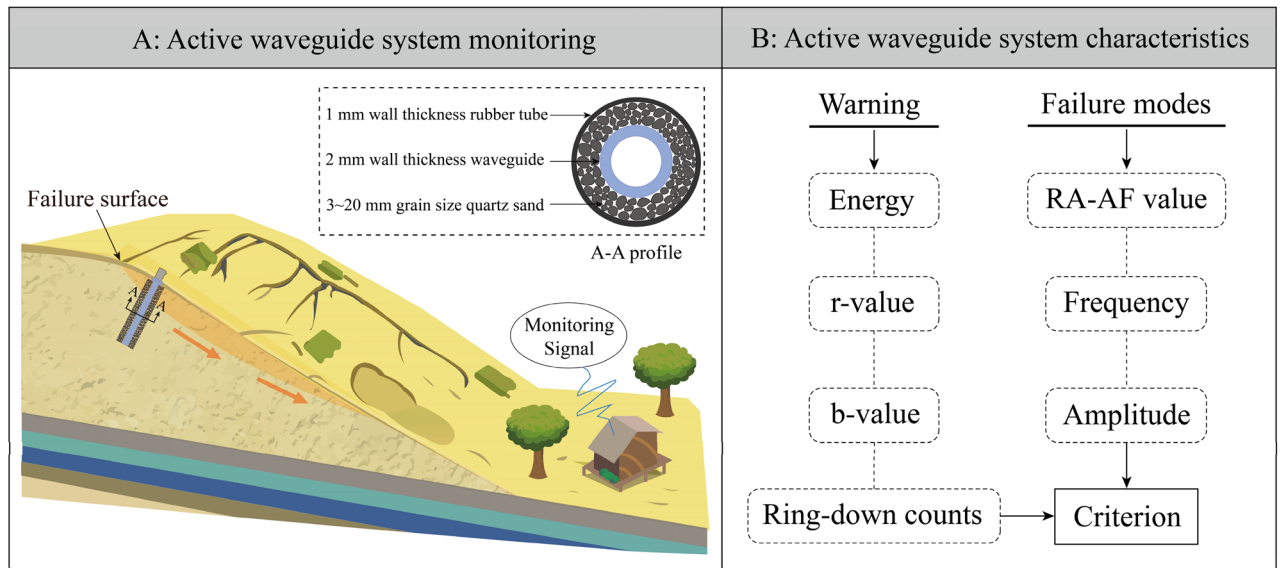 A: Active waveguide system monitoring
1 mm wall thickness rubber tube
2 mm wall thickness waveguide
3~20 mm grain size quartz sand
A-A profile
Failure surface
A
A
Monitoring
Signal
B: Active waveguide system characteristics
Warning
Energy
r-value
b-value
Ring-down counts
Failure modes
RA-AF value
Frequency
Amplitude
Criterion